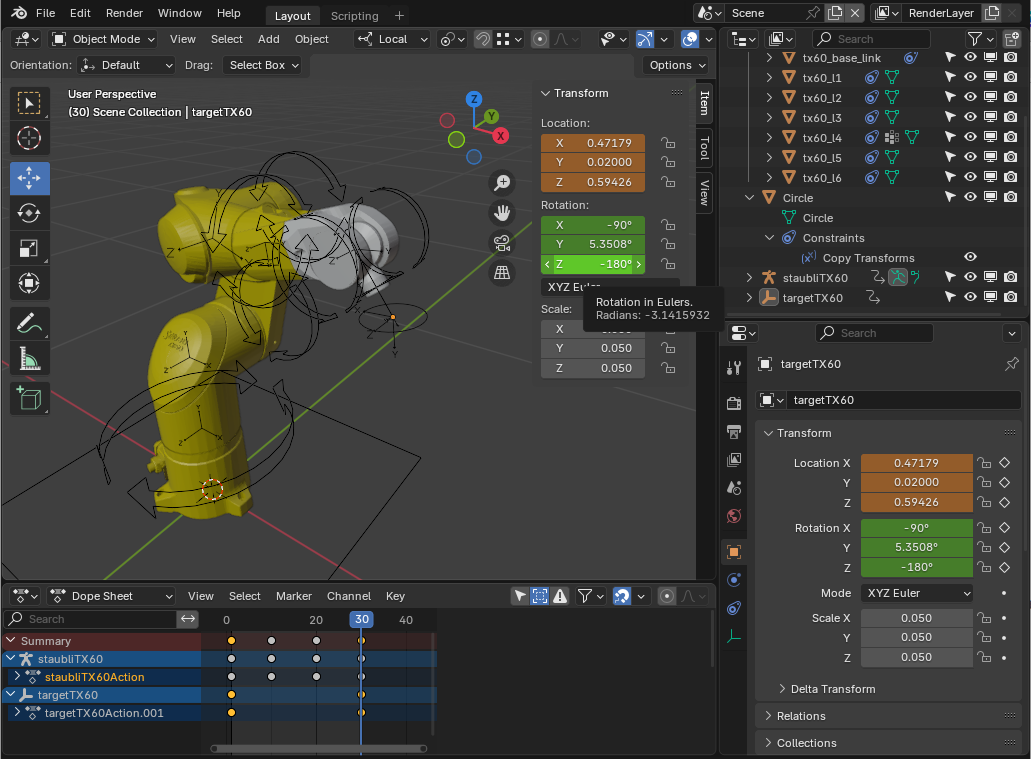 File Edit Render Window Help Layout Scripting + Scene RenderLayer
Object Mode View Select Add Object Local Search
Orientation: Default Drag: Select Box Options
User Perspective
(30) Scene Collection | targetTX60
Z
Y
X
Transform
Location:
X 0.47179
Y 0.02000
Z 0.59426
Rotation:
X -90°
Y 5.3508°
Z -180°
XYZ Euler
Rotation in Eulers.
Radians: -3.1415932
Scale:
X
Y 0.050
Z 0.050
Item
Tool
View
tx60_base_link
tx60_l1
tx60_l2
tx60_l3
tx60_l4
tx60_l5
tx60_l6
Circle
Circle
Constraints
Copy Transforms
staubliTX60
targetTX60
Search
targetTX60
targetTX60
Transform
Location X 0.47179
Y 0.02000
Z 0.59426
Rotation X -90°
Y 5.3508°
Z -180°
Mode XYZ Euler
Scale X 0.050
Y 0.050
Z 0.050
Delta Transform
Relations
Collections
Dope Sheet View Select Marker Channel Key
Search 0 20 30 40
Summary
staubliTX60
staubliTX60Action
targetTX60
targetTX60Action.001